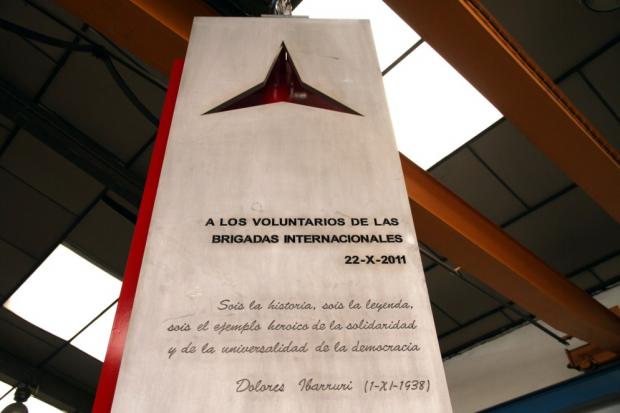 A LOS VOLUNTARIOS DE LAS
BRIGADAS INTERNACIONALES
22-X-2011
Sois la historia, sois la leyenda,
sois el ejemplo heroico de la solidaridad
y de la universalidad de la democracia
Dolores Ibarruri (1-XI-1938)